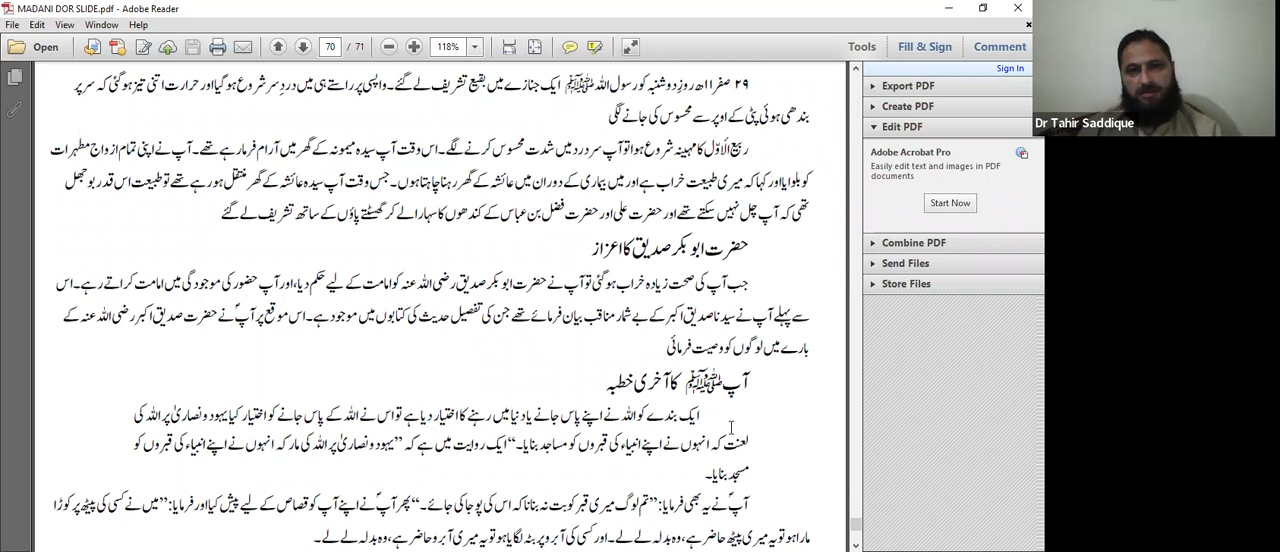 MADANI DOR SLIDE.pdf - Adobe Reader
File Edit View Window Help
Open 70 / 71 118% Tools Fill & Sign Comment
Sign In
Export PDF
Create PDF
Edit PDF
Adobe Acrobat Pro
Easily edit text and images in PDF
documents
Start Now
Combine PDF
Send Files
Store Files
Dr Tahir Saddique
۲۹ صفر ۱۱ھ روزِ دو شنبہ کو رسول اللہ ﷺ ایک جنازے میں بقیع تشریف لے گئے۔ واپسی پر راستے ہی میں دردِ سر شروع ہو گیا اور حرارت اتنی تیز ہو گئی کہ سر پر
بندھی ہوئی پٹی کے اوپر سے محسوس کی جانے لگی
ربیع الاوّل کا مہینہ شروع ہوا تو آپ سر درد میں شدت محسوس کرنے لگے۔ اس وقت آپ سیدہ میمونہ کے گھر میں آرام فرما رہے تھے۔ آپ نے اپنی تمام ازواج مطہرات
کو بلوایا اور کہا کہ میری طبیعت خراب ہے اور میں بیماری کے دوران میں عائشہ کے گھر رہنا چاہتا ہوں۔ جس وقت آپ سیدہ عائشہ کے گھر منتقل ہو رہے تھے تو طبیعت اس قدر بوجھل
تھی کہ آپ چل نہیں سکتے تھے اور حضرت علی اور حضرت فضل بن عباس کے کندھوں کا سہارا لے کر گھسٹتے پاؤں کے ساتھ تشریف لے گئے
حضرت ابو بکر صدیق کا اعزاز
جب آپ کی صحت زیادہ خراب ہو گئی تو آپ نے حضرت ابو بکر صدیق رضی اللہ عنہ کو امامت کے لیے حکم دیا، اور آپ حضور کی موجودگی میں امامت کراتے رہے۔ اس
سے پہلے آپ نے سیدنا صدیق اکبر کے بے شمار مناقب بیان فرمائے تھے جن کی تفصیل حدیث کی کتابوں میں موجود ہے۔ اس موقع پر آپؐ نے حضرت صدیق اکبر رضی اللہ عنہ کے
بارے میں لوگوں کو وصیت فرمائی
آپ ﷺ کا آخری خطبہ
ایک بندے کو اللہ نے اپنے پاس جانے یا دنیا میں رہنے کا اختیار دیا ہے تو اس نے اللہ کے پاس جانے کو اختیار کیا یہود و نصاریٰ پر اللہ کی
لعنت کہ انہوں نے اپنے انبیاء کی قبروں کو مساجد بنایا۔“ ایک روایت میں ہے کہ ”یہود و نصاریٰ پر اللہ کی مار کہ انہوں نے اپنے انبیاء کی قبروں کو
مسجد بنایا۔
آپؐ نے یہ بھی فرمایا: ”تم لوگ میری قبر کو بت نہ بنانا کہ اس کی پوجا کی جائے۔“ پھر آپؐ نے اپنے آپ کو قصاص کے لیے پیش کیا اور فرمایا: ”میں نے کسی کی پیٹھ پر کوڑا
مارا ہو تو یہ میری پیٹھ حاضر ہے، وہ بدلہ لے لے۔ اور کسی کی آبرو پر بٹہ لگایا ہو تو یہ میری آبرو حاضر ہے، وہ بدلہ لے لے۔